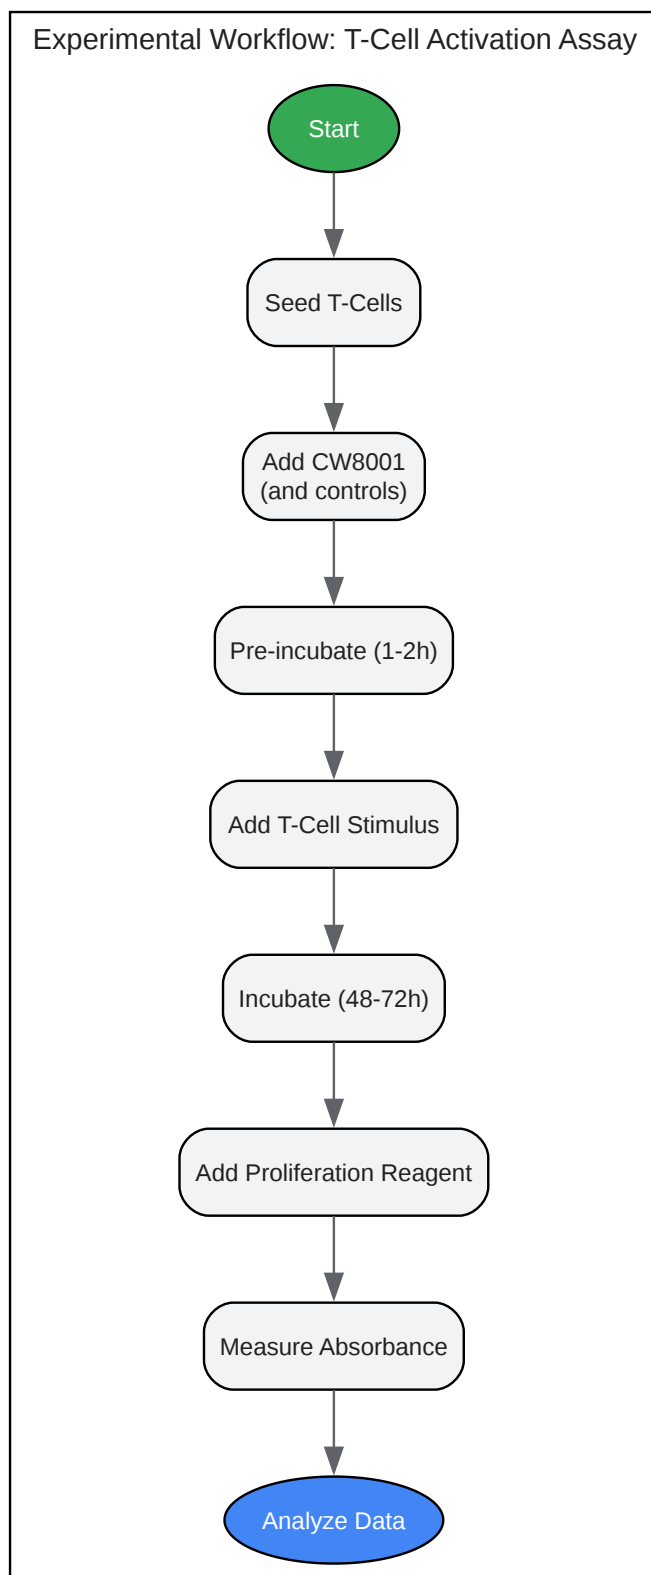 Experimental Workflow: T-Cell Activation Assay
Start
Seed T-Cells
Add CW8001
(and controls)
Pre-incubate (1-2h)
Add T-Cell Stimulus
Incubate (48-72h)
Add Proliferation Reagent
Measure Absorbance
Analyze Data